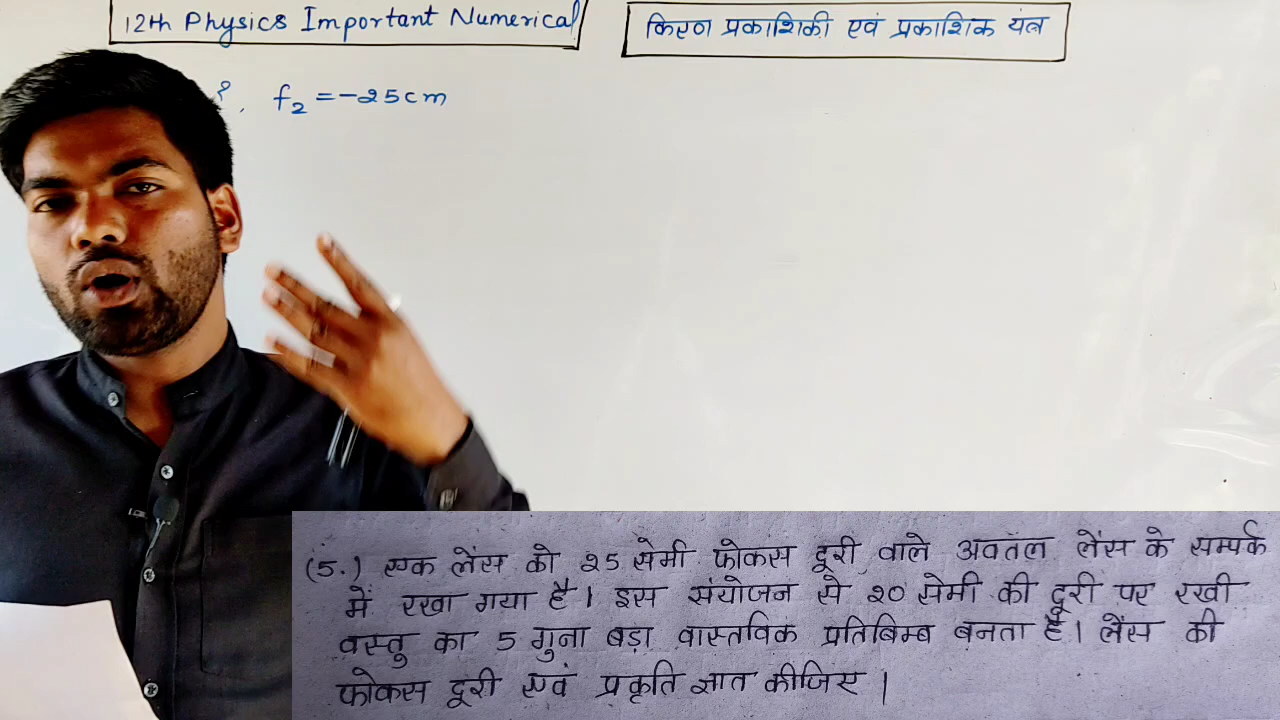 12th Physics Important Numerical
किरण प्रकाशिकी एवं प्रकाशिक यंत्र
?, f₂ = -25cm
(5.) एक लेंस को 25 सेमी फोकस दूरी वाले अवतल लेंस के सम्पर्क
में रखा गया है। इस संयोजन से 20 सेमी की दूरी पर रखी
वस्तु का 5 गुना बड़ा वास्तविक प्रतिबिम्ब बनता है। लेंस की
फोकस दूरी एवं प्रकृति ज्ञात कीजिए।